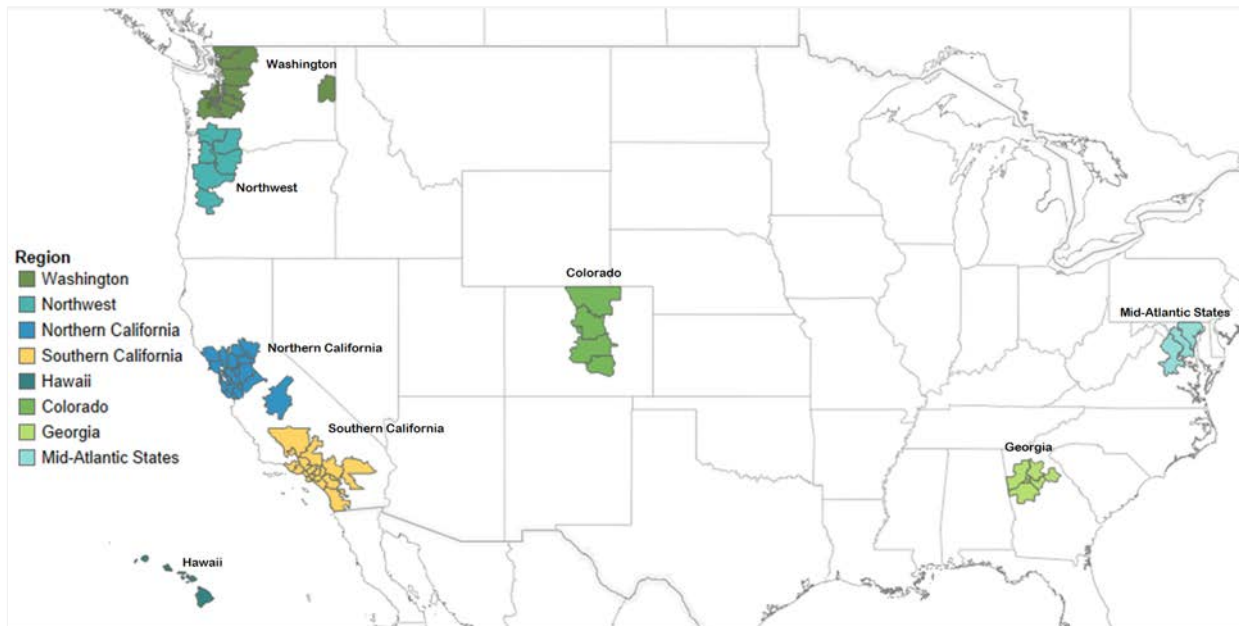 Washington
Northwest
Region
Washington
Northwest
Northern California
Southern California
Hawaii
Colorado
Georgia
Mid-Atlantic States
Colorado
Mid-Atlantic States
Northern California
Southern California
Georgia
Hawaii